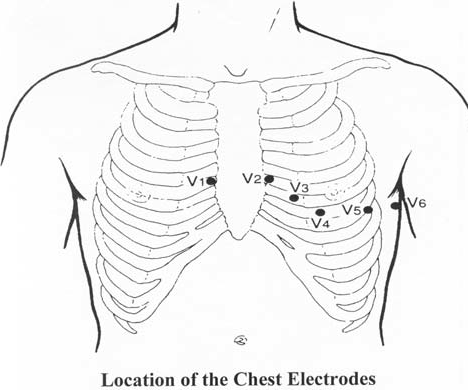 V1 V2
V3
V4 V5 V6
Location of the Chest Electrodes